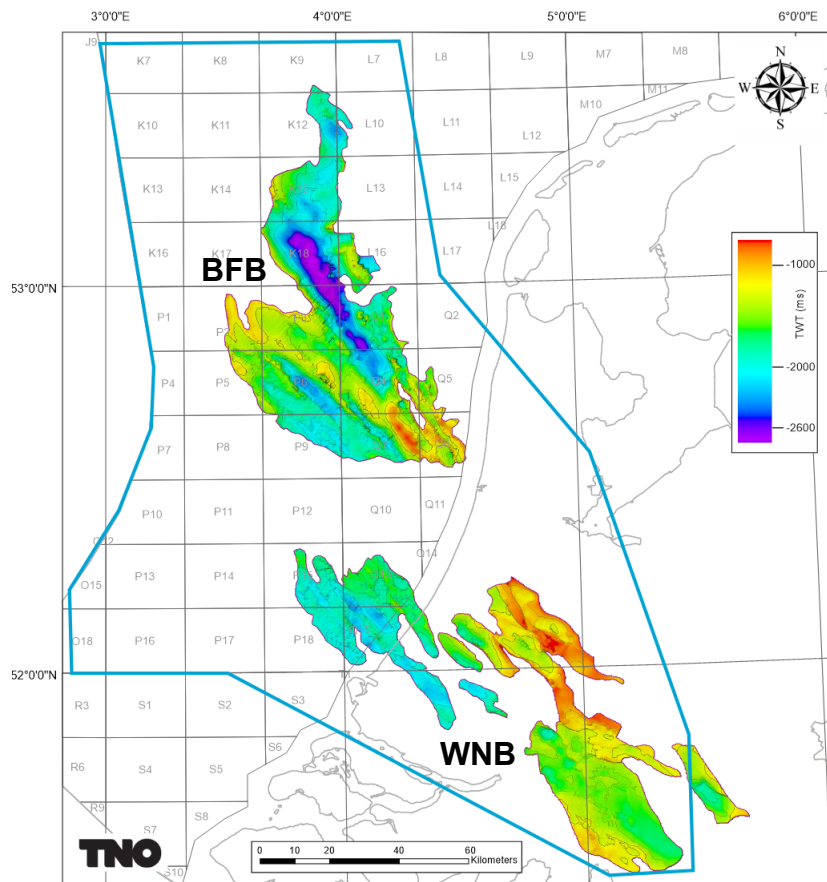 3°0'0"E 4°0'0"E 5°0'0"E 6°0'0"E
J9
K7 K8 K9 L7 L8 L9 M7 M8
M11
M10
K10 K11 K12 L10 L11 L12
K13 K14 L13 L14 L15
L18
K16 K17 K18 L16 L17
N
W E
S
BFB
53°0'0"N
P1 Q2
P4 P5 P6 Q5
P7 P8 P9
P10 P11 P12 Q10 Q11
Q14
O15 P13 P14
O18 P16 P17 P18
52°0'0"N
R3 S1 S2 S3
S6
R6 S4 S5
R9 S7 S8
S10
WNB
-1000
-2000
-2600
TWT (ms)
TNO
0 10 20 40 60
Kilometers